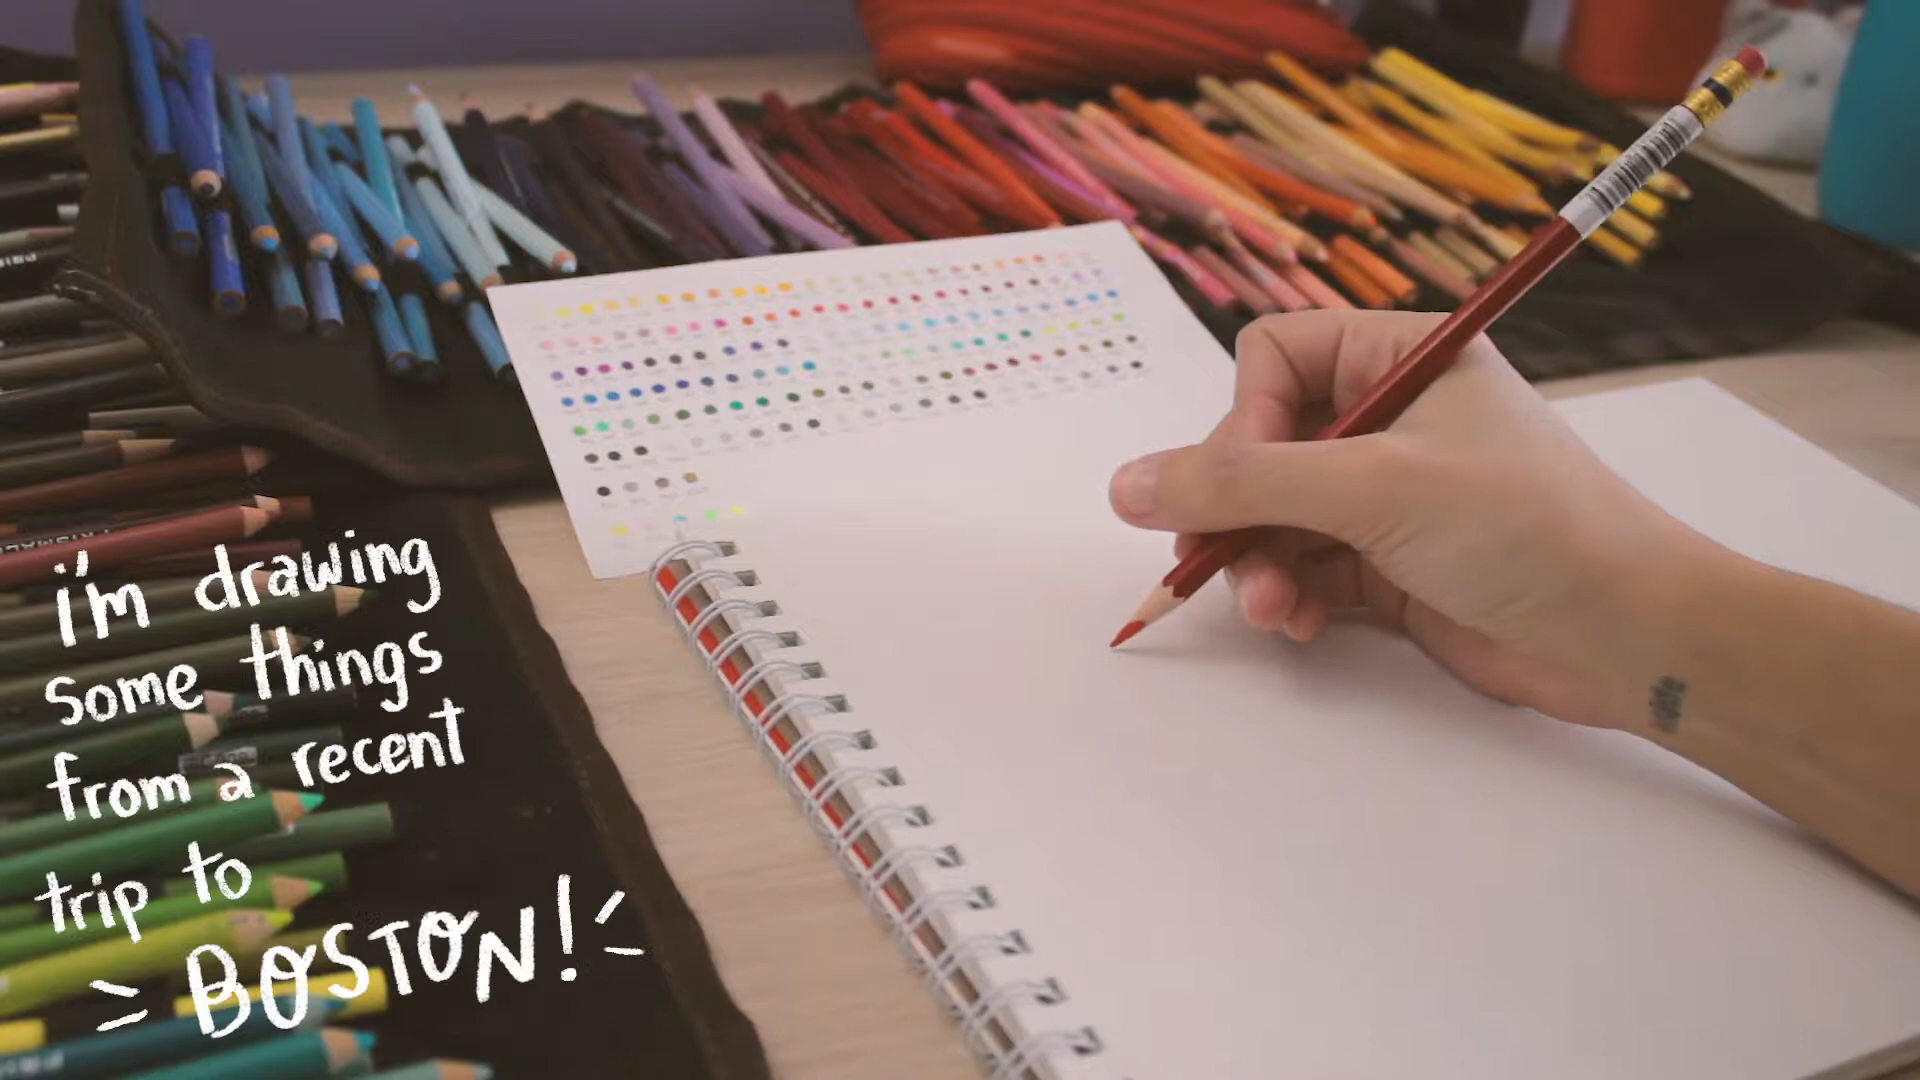 i'm drawing
some things
from a recent
trip to
BOSTON!